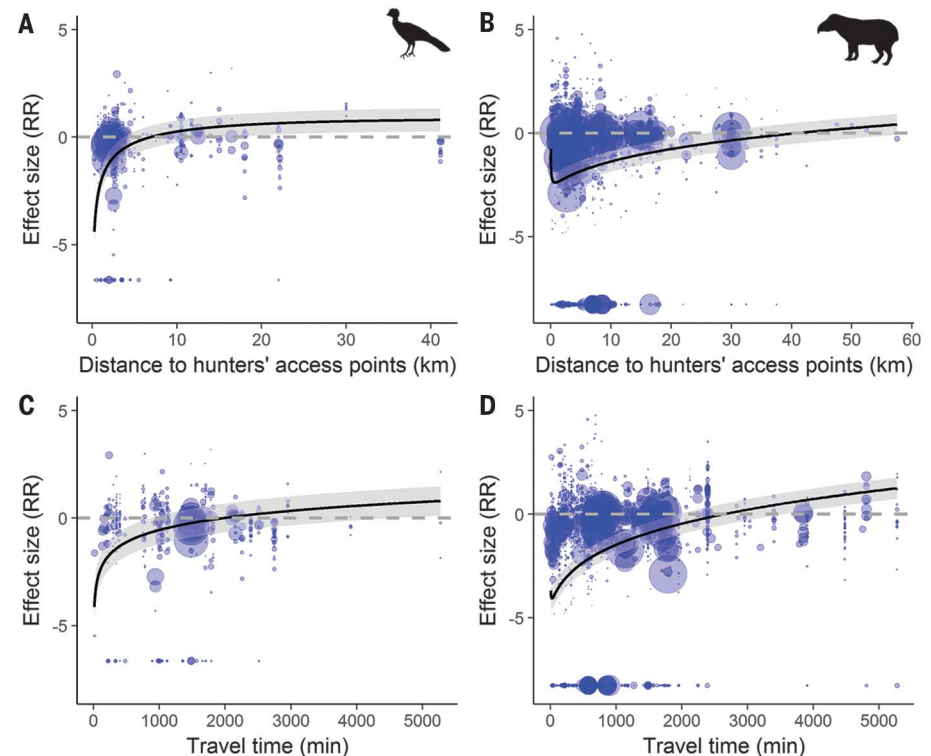 A
B
5
0
-5
Effect size (RR)
0 10 20 30 40
Distance to hunters' access points (km)
5
0
-5
Effect size (RR)
0 10 20 30 40 50 60
Distance to hunters' access points (km)
C
D
5
0
-5
Effect size (RR)
0 1000 2000 3000 4000 5000
Travel time (min)
5
0
-5
Effect size (RR)
0 1000 2000 3000 4000 5000
Travel time (min)